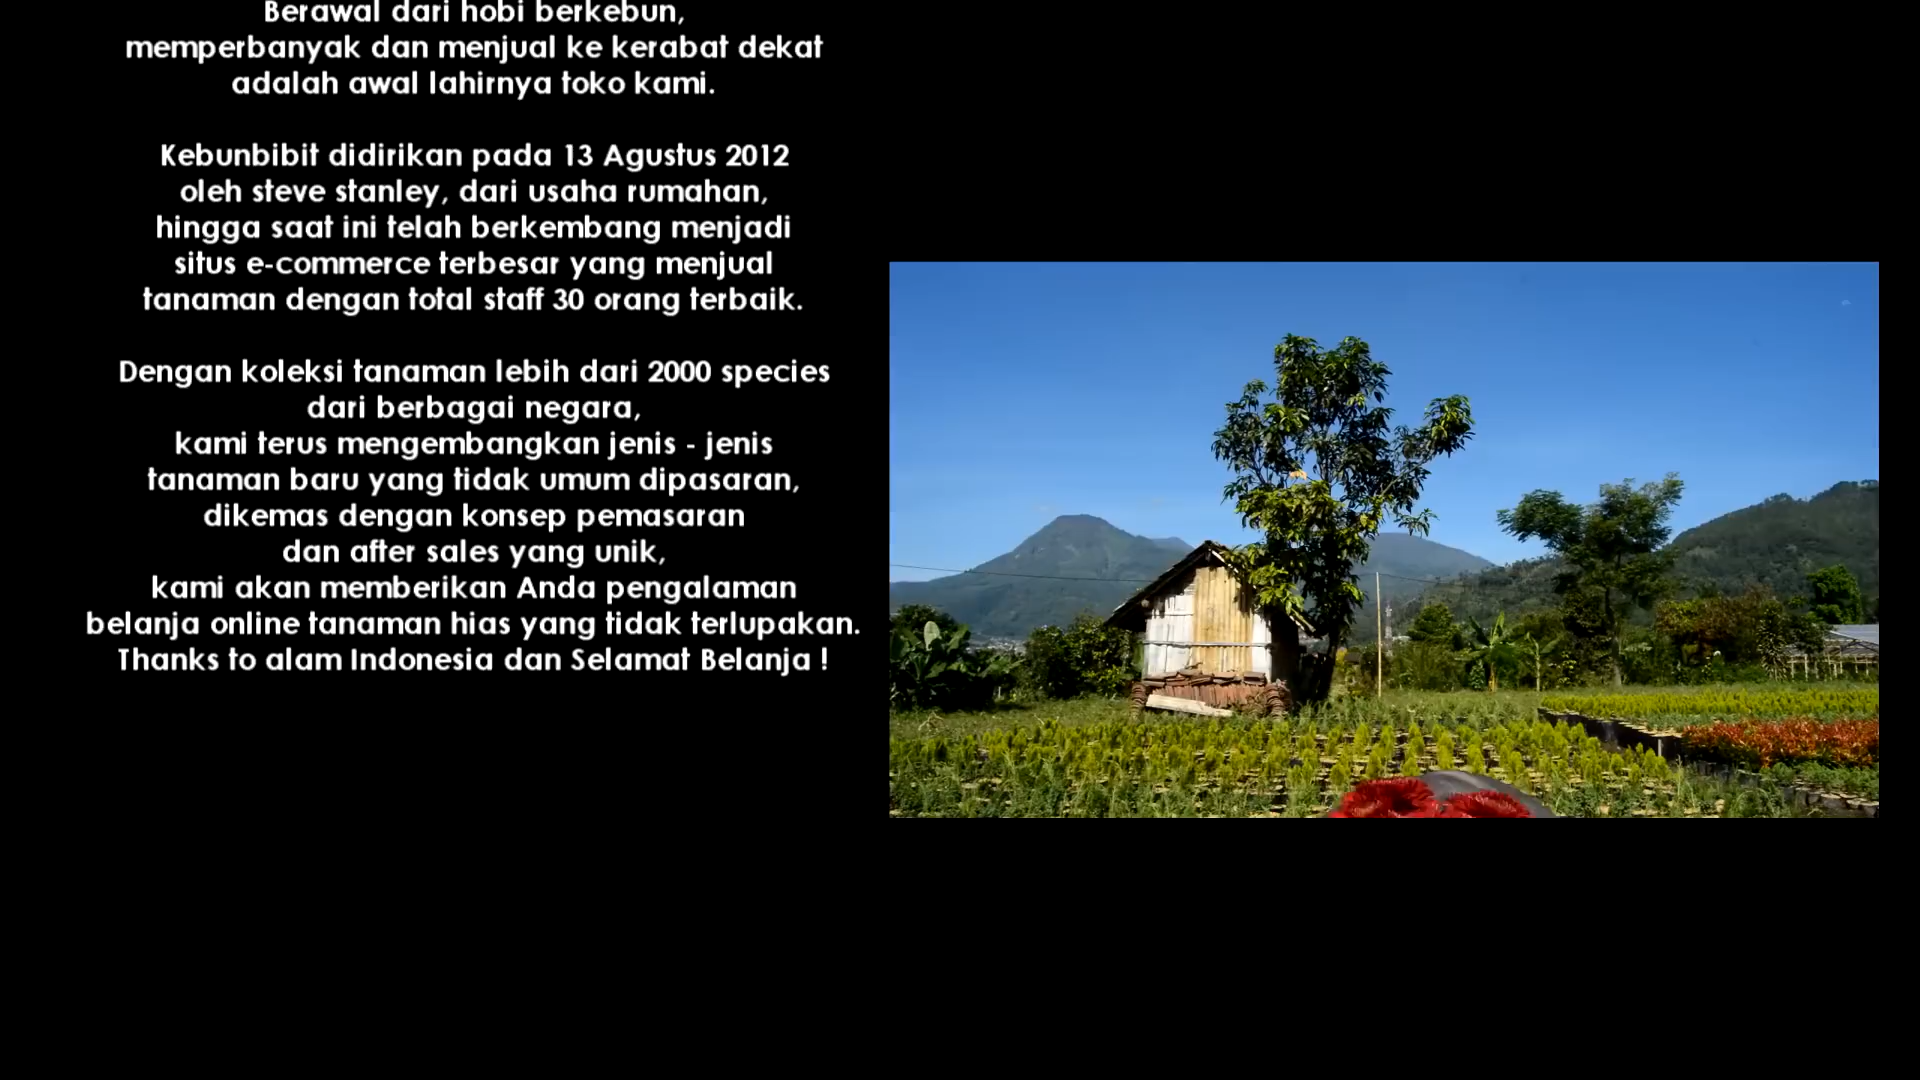 Berawal dari hobi berkebun,
memperbanyak dan menjual ke kerabat dekat
adalah awal lahirnya toko kami.
Kebunbibit didirikan pada 13 Agustus 2012
oleh steve stanley, dari usaha rumahan,
hingga saat ini telah berkembang menjadi
situs e-commerce terbesar yang menjual
tanaman dengan total staff 30 orang terbaik.
Dengan koleksi tanaman lebih dari 2000 species
dari berbagai negara,
kami terus mengembangkan jenis - jenis
tanaman baru yang tidak umum dipasaran,
dikemas dengan konsep pemasaran
dan after sales yang unik,
kami akan memberikan Anda pengalaman
belanja online tanaman hias yang tidak terlupakan.
Thanks to alam Indonesia dan Selamat Belanja !